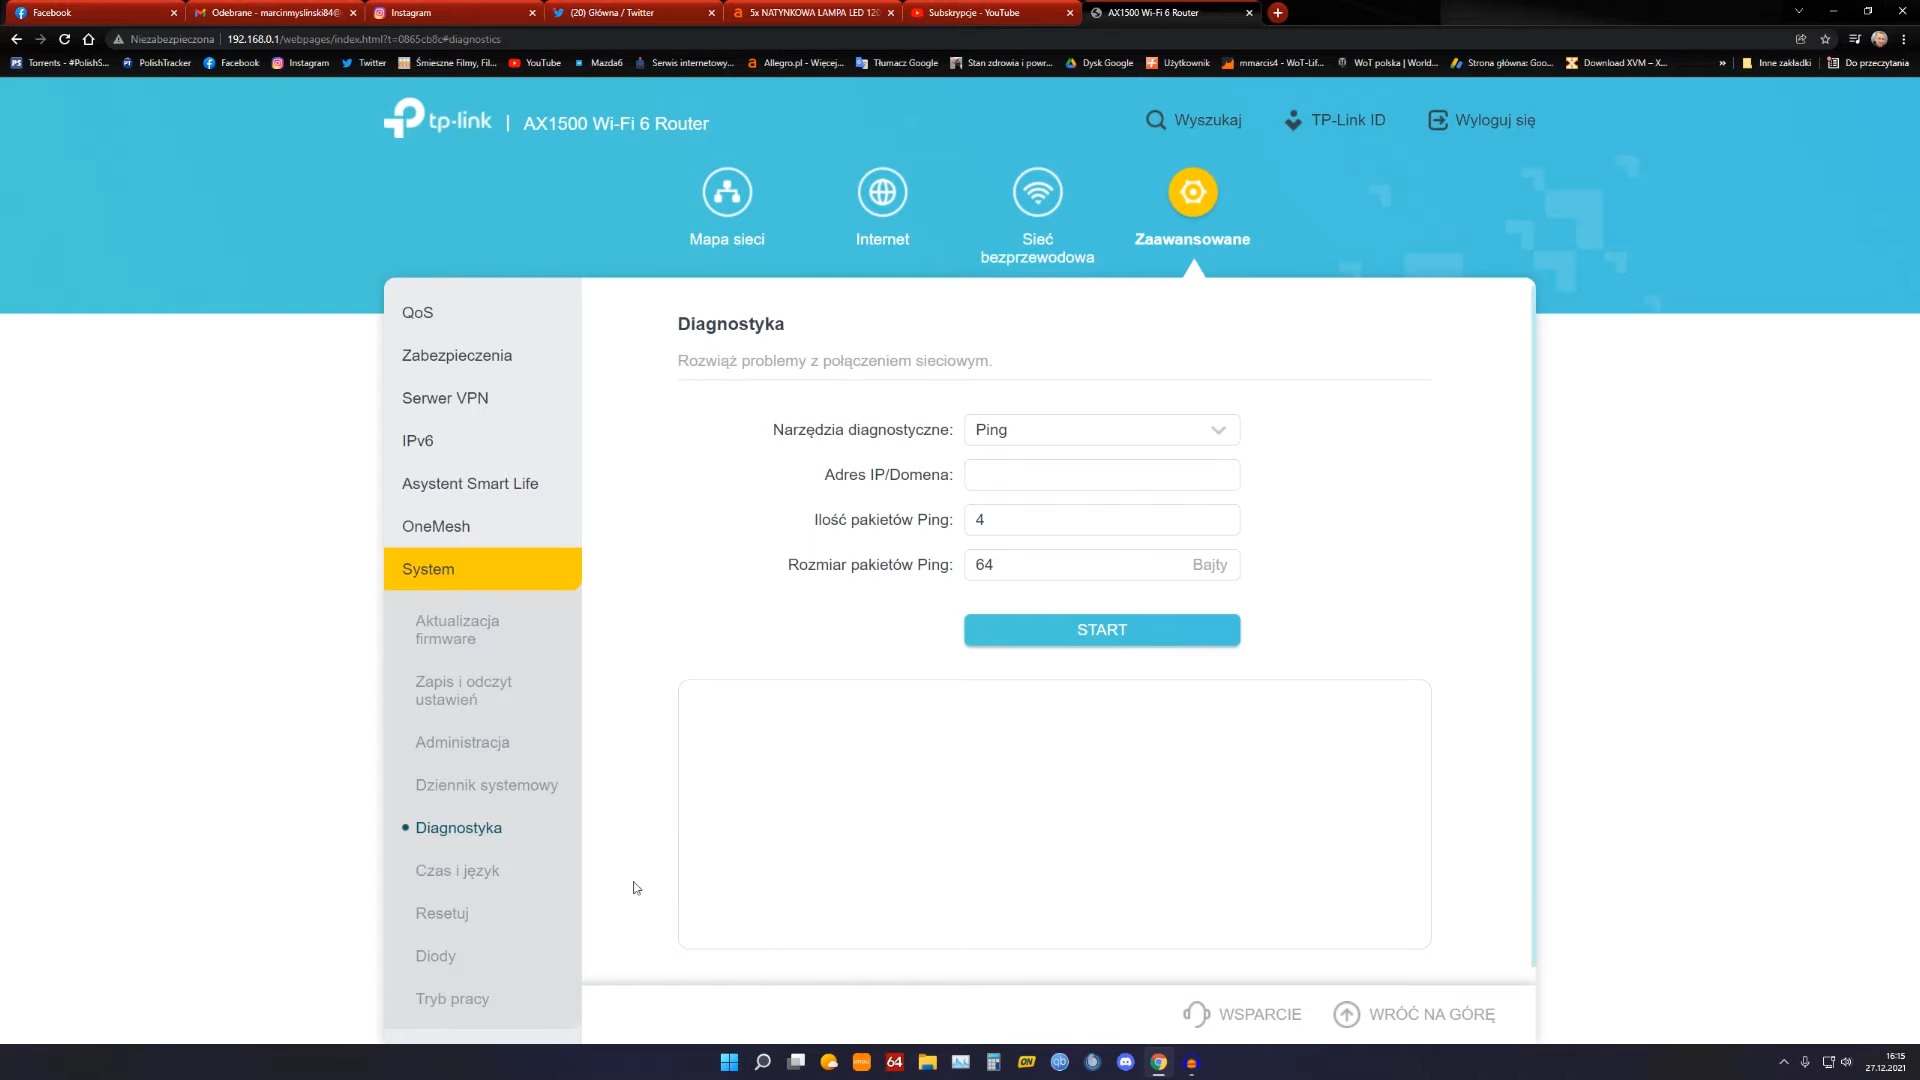 Facebook
Odebrane - marcinmyslinski84@
Instagram
(20) Główna / Twitter
5x NATYNKOWA LAMPA LED 120
Subskrypcje - YouTube
AX1500 Wi-Fi 6 Router
Niezabezpieczona
192.168.0.1/webpages/index.html?t=0865cb8c#diagnostics
Torrents - #PolishS...
PolishTracker
Facebook
Instagram
Twitter
Śmieszne Filmy, Fil...
YouTube
Mazda6
Serwis internetowy...
Allegro.pl - Więcej...
Tłumacz Google
Stan zdrowia i powr...
Dysk Google
Użytkownik
mmarcis4 - WoT-Lif...
WoT polska | World...
Strona główna: Goo...
Download XVM – X...
»
Inne zakładki
Do przeczytania
tp-link | AX1500 Wi-Fi 6 Router
Wyszukaj
TP-Link ID
Wyloguj się
Mapa sieci
Internet
Sieć
bezprzewodowa
Zaawansowane
QoS
Zabezpieczenia
Serwer VPN
IPv6
Asystent Smart Life
OneMesh
System
Aktualizacja
firmware
Zapis i odczyt
ustawień
Administracja
Dziennik systemowy
Diagnostyka
Czas i język
Resetuj
Diody
Tryb pracy
Diagnostyka
Rozwiąż problemy z połączeniem sieciowym.
Narzędzia diagnostyczne: Ping
Adres IP/Domena:
Ilość pakietów Ping: 4
Rozmiar pakietów Ping: 64 Bajty
START
WSPARCIE
WRÓĆ NA GÓRĘ
64
ON
qb
16:15
27.12.2021